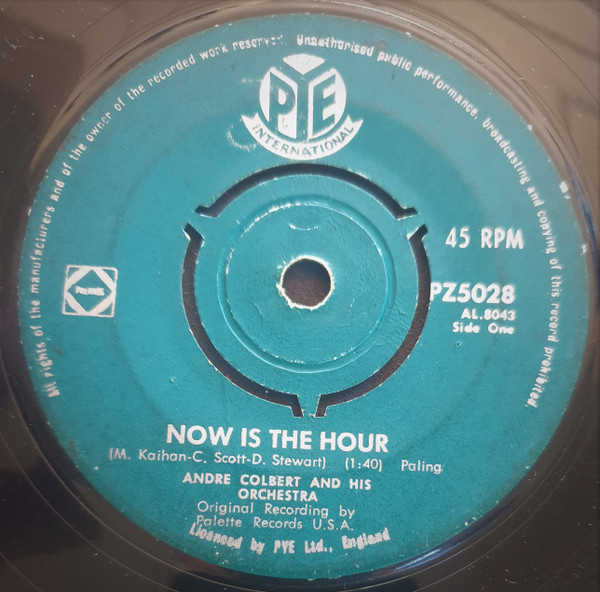 All rights of the manufacturers and of the owner of the recorded work reserved. Unauthorised public performance, broadcasting and copying of this record prohibited.
PYE
INTERNATIONAL
45 RPM
PZ5028
AL.8043
Side One
NOW IS THE HOUR
(M. Kaihan-C. Scott-D. Stewart) (1:40) Paling
ANDRE COLBERT AND HIS
ORCHESTRA
Original Recording by
Palette Records U.S.A.
Licensed by PYE Ltd., England